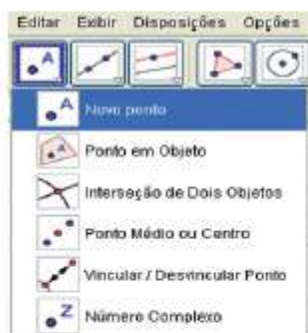 Editar Exibir Disposições Opções
A
A Novo ponto
A Ponto em Objeto
Interseção de Dois Objetos
Ponto Médio ou Centro
Vincular / Desvincular Ponto
Z Número Complexo